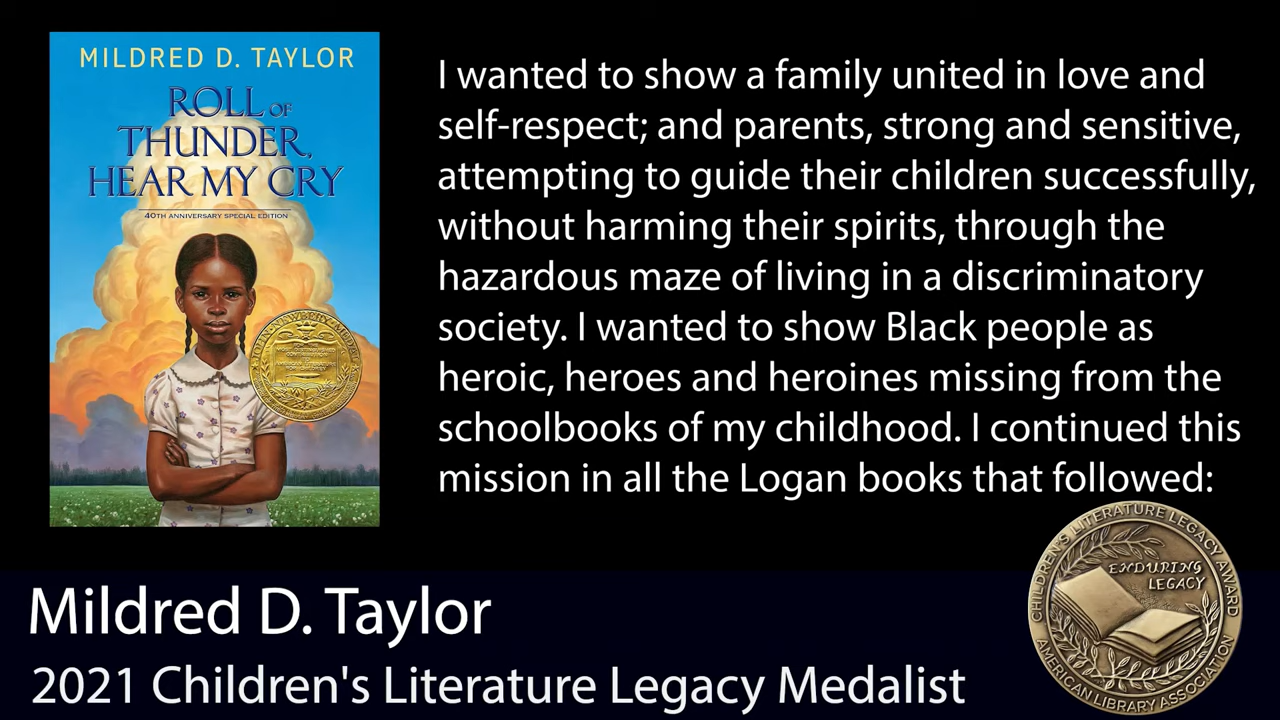 MILDRED D. TAYLOR
ROLL OF
THUNDER,
HEAR MY CRY
40TH ANNIVERSARY SPECIAL EDITION
I wanted to show a family united in love and
self-respect; and parents, strong and sensitive,
attempting to guide their children successfully,
without harming their spirits, through the
hazardous maze of living in a discriminatory
society. I wanted to show Black people as
heroic, heroes and heroines missing from the
schoolbooks of my childhood. I continued this
mission in all the Logan books that followed:
Mildred D. Taylor
2021 Children's Literature Legacy Medalist
CHILDREN'S LITERATURE LEGACY AWARD
ENDURING
LEGACY
AMERICAN LIBRARY ASSOCIATION